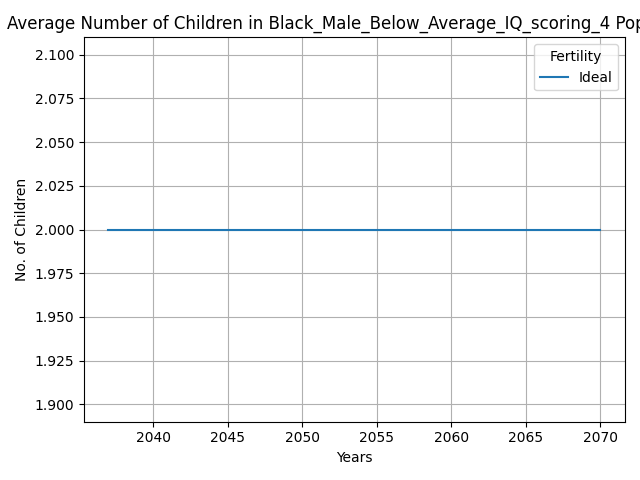 Average Number of Children in Black_Male_Below_Average_IQ_scoring_4 Pop
Fertility
Ideal
2.100
2.075
2.050
2.025
2.000
1.975
1.950
1.925
1.900
No. of Children
2040 2045 2050 2055 2060 2065 2070
Years